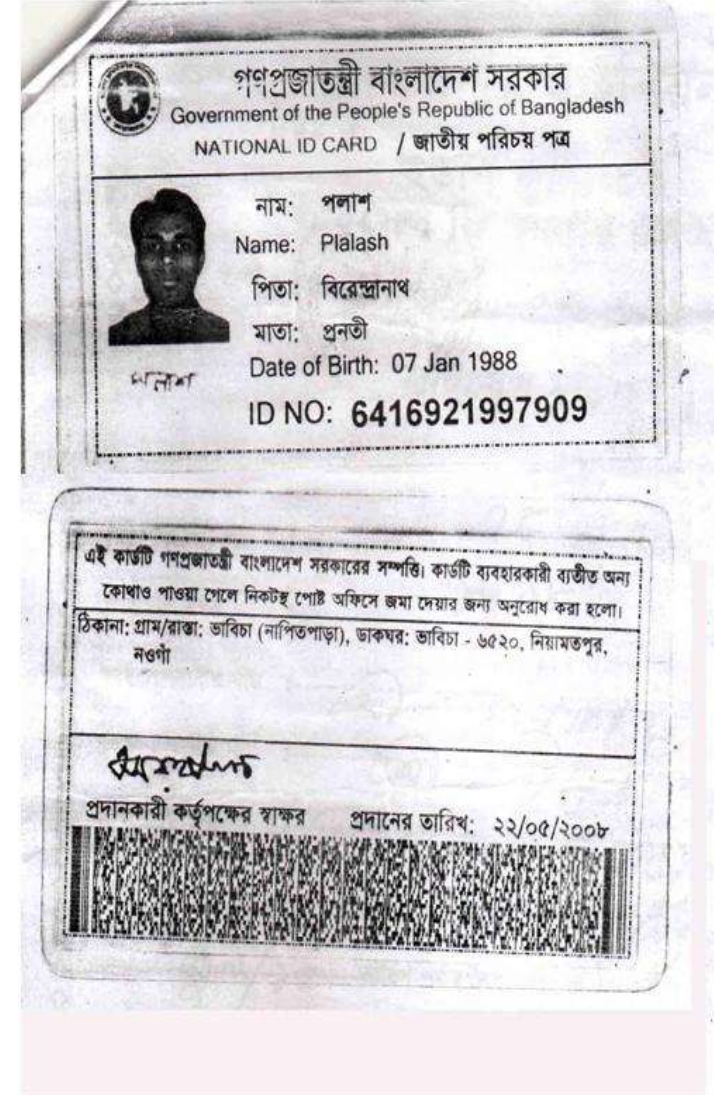 গণপ্রজাতন্ত্রী বাংলাদেশ সরকার
Government of the People's Republic of Bangladesh
NATIONAL ID CARD / জাতীয় পরিচয় পত্র
নাম: পলাশ
Name: Plalash
পিতা: বিরেন্দ্রানাথ
মাতা: প্রনতী
Date of Birth: 07 Jan 1988
পলাশ
ID NO: 6416921997909
এই কার্ডটি গণপ্রজাতন্ত্রী বাংলাদেশ সরকারের সম্পত্তি। কার্ডটি ব্যবহারকারী ব্যতীত অন্য
কোথাও পাওয়া গেলে নিকটস্থ পোষ্ট অফিসে জমা দেয়ার জন্য অনুরোধ করা হলো।
ঠিকানা: গ্রাম/রাস্তা: ভাবিচা (নাপিতপাড়া), ডাকঘর: ভাবিচা - ৬৫২০, নিয়ামতপুর,
নওগাঁ
প্রদানকারী কর্তৃপক্ষের স্বাক্ষর প্রদানের তারিখ: ২২/০৫/২০০৮